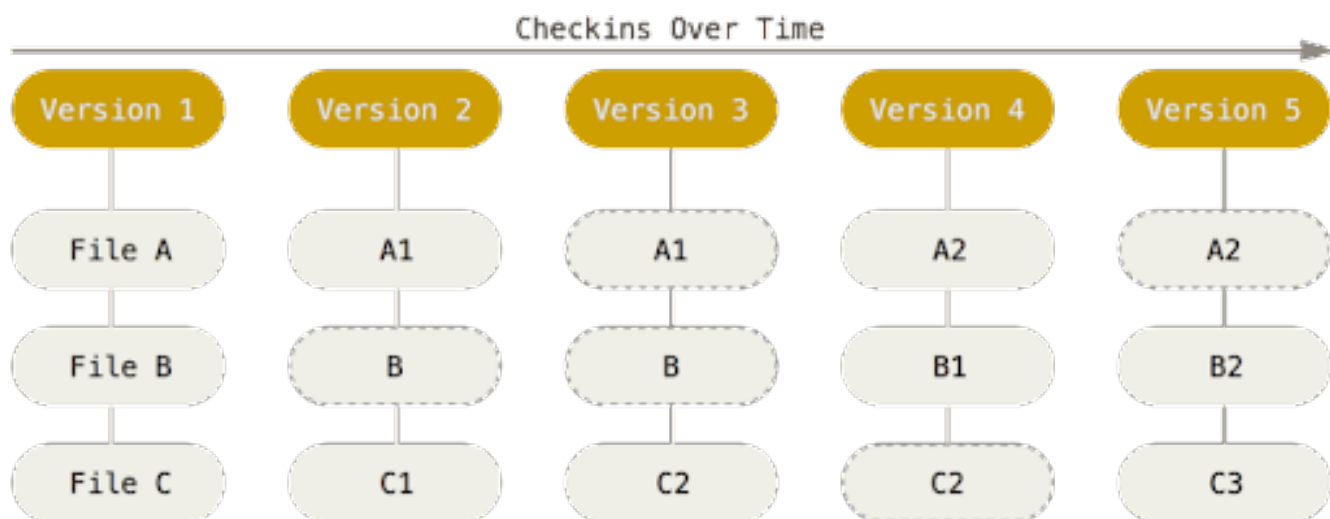 Checkins Over Time
Version 1 Version 2 Version 3 Version 4 Version 5
File A A1 A1 A2 A2
File B B B B1 B2
File C C1 C2 C2 C3